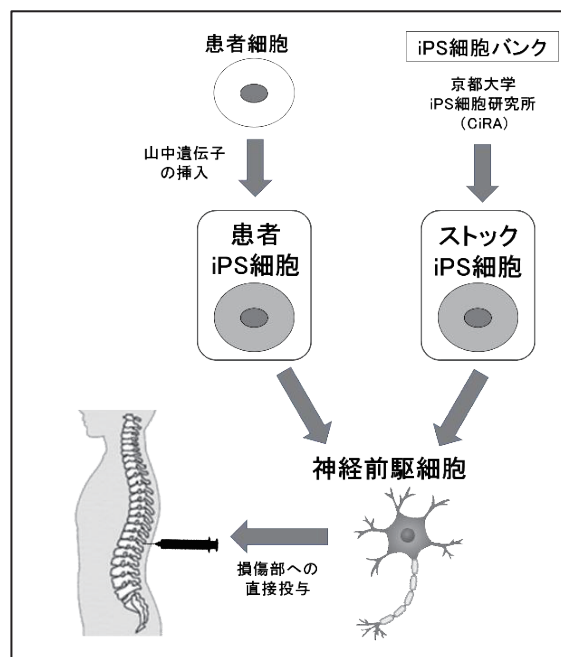 患者細胞
山中遺伝子
の挿入
患者
iPS細胞
iPS細胞バンク
京都大学
iPS細胞研究所
（CiRA）
ストック
iPS細胞
神経前駆細胞
損傷部への
直接投与